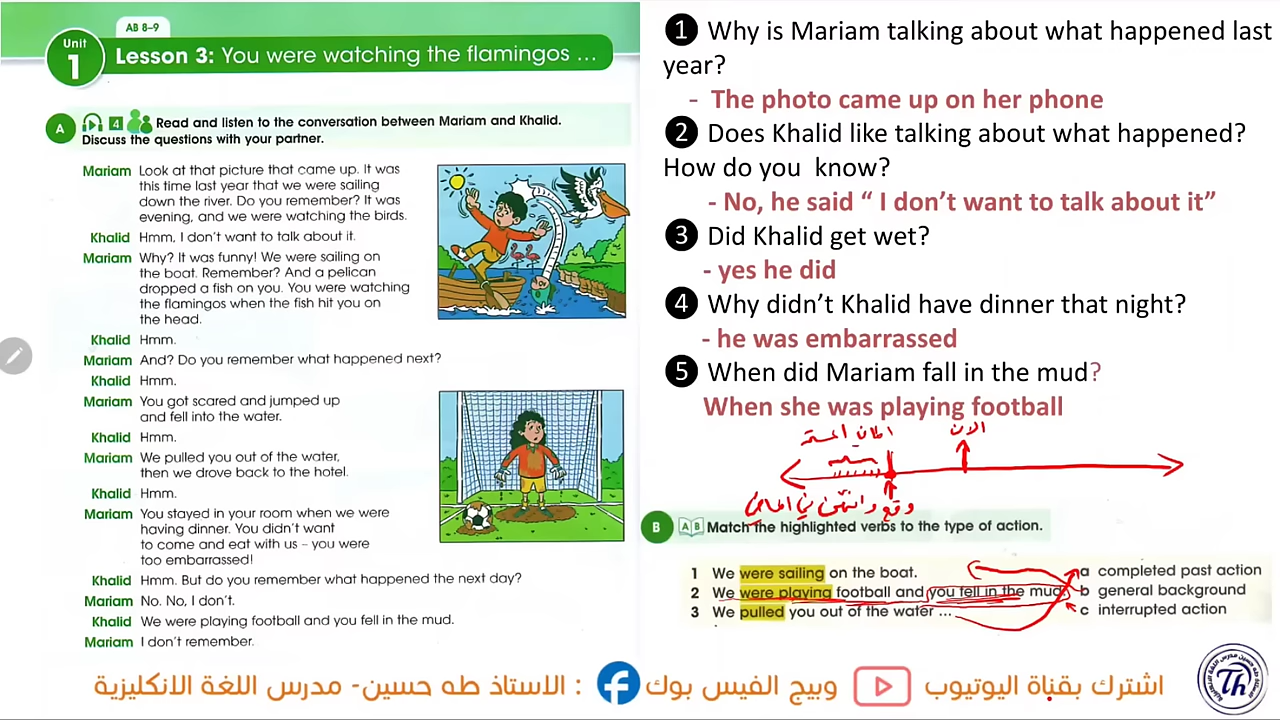 AB 8–9
Unit
1
Lesson 3: You were watching the flamingos ...
A 4 Read and listen to the conversation between Mariam and Khalid.
Discuss the questions with your partner.
Mariam Look at that picture that came up. It was
this time last year that we were sailing
down the river. Do you remember? It was
evening, and we were watching the birds.
Khalid Hmm, I don't want to talk about it.
Mariam Why? It was funny! We were sailing on
the boat. Remember? And a pelican
dropped a fish on you. You were watching
the flamingos when the fish hit you on
the head.
Khalid Hmm.
Mariam And? Do you remember what happened next?
Khalid Hmm.
Mariam You got scared and jumped up
and fell into the water.
Khalid Hmm.
Mariam We pulled you out of the water,
then we drove back to the hotel.
Khalid Hmm.
Mariam You stayed in your room when we were
having dinner. You didn't want
to come and eat with us – you were
too embarrassed!
Khalid Hmm. But do you remember what happened the next day?
Mariam No. No, I don't.
Khalid We were playing football and you fell in the mud.
Mariam I don't remember.
❶ Why is Mariam talking about what happened last
year?
- The photo came up on her phone
❷ Does Khalid like talking about what happened?
How do you know?
- No, he said “ I don't want to talk about it”
❸ Did Khalid get wet?
- yes he did
❹ Why didn't Khalid have dinner that night?
- he was embarrassed
❺ When did Mariam fall in the mud?
When she was playing football
الان
وقع وانتهى في الماضي
B AB Match the highlighted verbs to the type of action.
1 We were sailing on the boat. a completed past action
2 We were playing football and you fell in the mud. b general background
3 We pulled you out of the water ... c interrupted action
اشترك بقناة اليوتيوب وبيج الفيس بوك : الاستاذ طه حسين- مدرس اللغة الانكليزية
Th